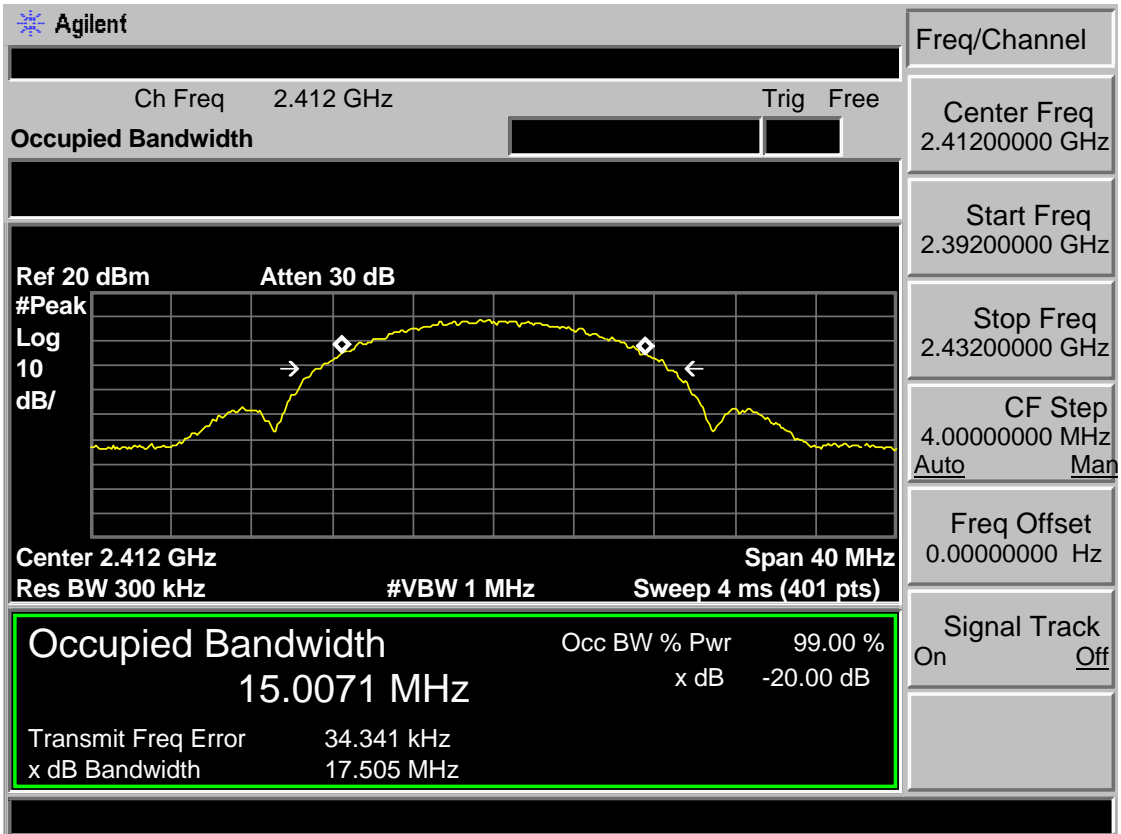 Agilent
Freq/Channel
Ch Freq 2.412 GHz Trig Free
Occupied Bandwidth
Center Freq
2.41200000 GHz
Start Freq
2.39200000 GHz
Stop Freq
2.43200000 GHz
CF Step
4.00000000 MHz
Auto Man
Freq Offset
0.00000000 Hz
Signal Track
On Off
Ref 20 dBm Atten 30 dB
#Peak
Log
10
dB/
Center 2.412 GHz Span 40 MHz
Res BW 300 kHz #VBW 1 MHz Sweep 4 ms (401 pts)
Occupied Bandwidth Occ BW % Pwr 99.00 %
15.0071 MHz x dB -20.00 dB
Transmit Freq Error 34.341 kHz
x dB Bandwidth 17.505 MHz